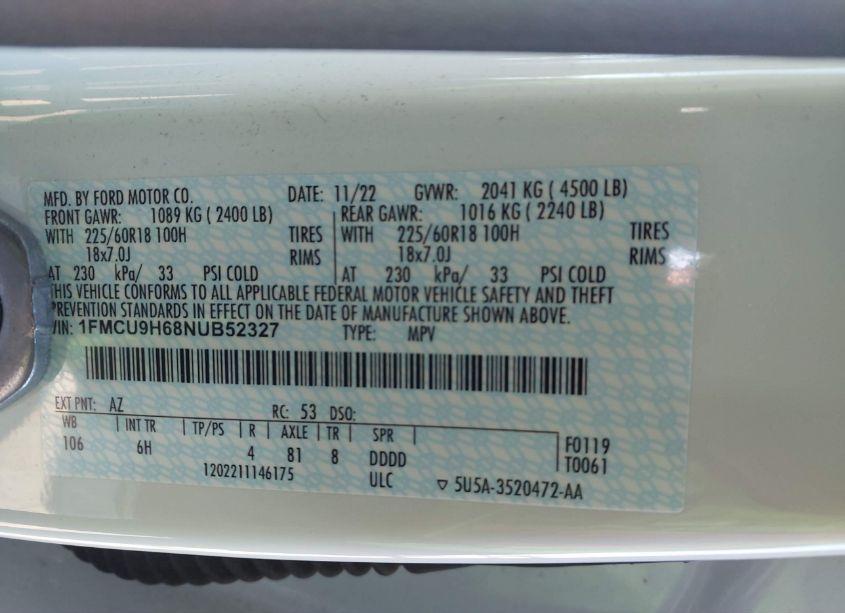 MFD. BY FORD MOTOR CO. DATE: 11/22 GVWR: 2041 KG ( 4500 LB)
FRONT GAWR: 1089 KG ( 2400 LB) REAR GAWR: 1016 KG ( 2240 LB)
WITH 225/60R18 100H TIRES WITH 225/60R18 100H TIRES
18x7.0J RIMS 18x7.0J RIMS
AT 230 kPa/ 33 PSI COLD AT 230 kPa/ 33 PSI COLD
THIS VEHICLE CONFORMS TO ALL APPLICABLE FEDERAL MOTOR VEHICLE SAFETY AND THEFT
PREVENTION STANDARDS IN EFFECT ON THE DATE OF MANUFACTURE SHOWN ABOVE.
VIN: 1FMCU9H68NUB52327 TYPE: MPV
EXT PNT: AZ RC: 53 DSO:
WB INT TR TP/PS R AXLE TR SPR F0119
106 6H 4 81 8 DDDD T0061
1202211146175 ULC ▽ 5U5A-3520472-AA